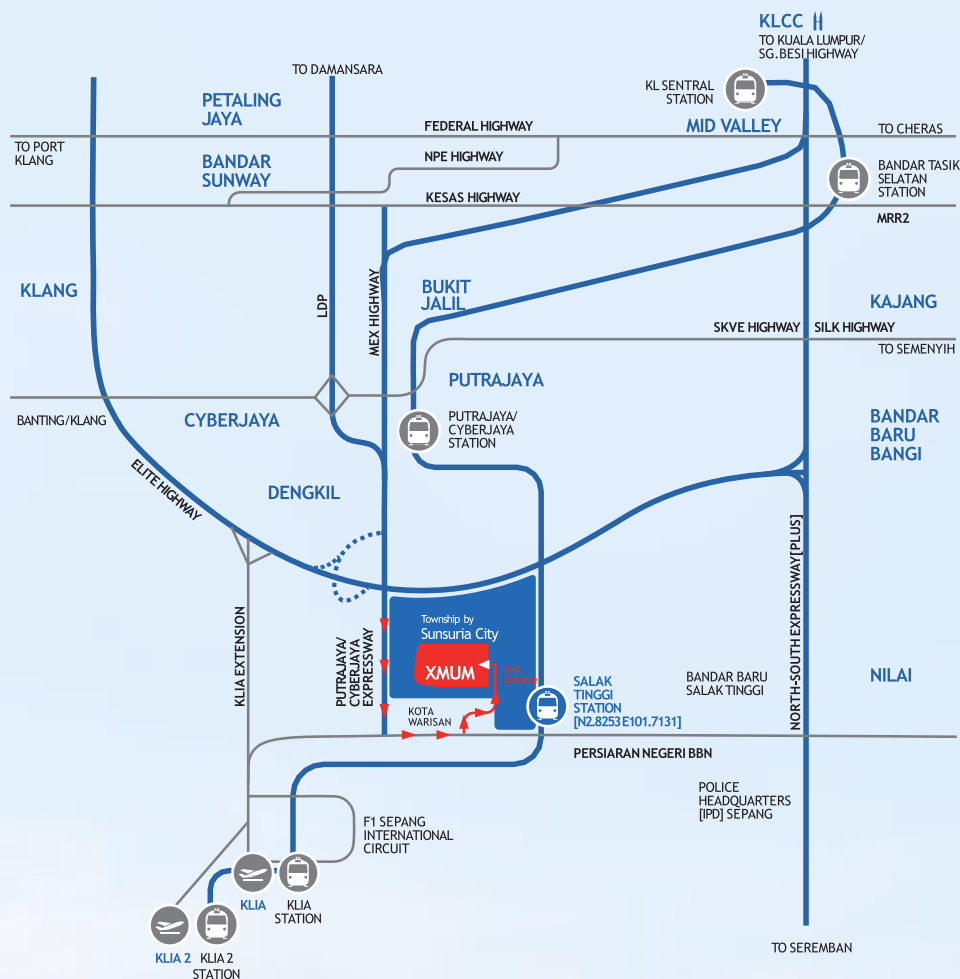 KLCC
TO KUALA LUMPUR/
SG.BESI HIGHWAY
TO DAMANSARA
KL SENTRAL
STATION
PETALING
JAYA
FEDERAL HIGHWAY
MID VALLEY
TO CHERAS
TO PORT
KLANG
BANDAR
SUNWAY
NPE HIGHWAY
BANDAR TASIK
SELATAN
STATION
KESAS HIGHWAY
MRR2
KLANG
LDP
MEX HIGHWAY
BUKIT
JALIL
KAJANG
SKVE HIGHWAY
SILK HIGHWAY
TO SEMENYIH
PUTRAJAYA
BANTING/KLANG
CYBERJAYA
PUTRAJAYA/
CYBERJAYA
STATION
BANDAR
BARU
BANGI
ELITE HIGHWAY
DENGKIL
NORTH-SOUTH EXPRESSWAY[PLUS]
KLIA EXTENSION
PUTRAJAYA/
CYBERJAYA
EXPRESSWAY
Township by
Sunsuria City
XMUM
East
Entrance
SALAK
TINGGI
STATION
[N2.8253E101.7131]
BANDAR BARU
SALAK TINGGI
NILAI
KOTA
WARISAN
PERSIARAN NEGERI BBN
POLICE
HEADQUARTERS
[IPD] SEPANG
F1 SEPANG
INTERNATIONAL
CIRCUIT
KLIA
KLIA
STATION
KLIA 2
KLIA 2
STATION
TO SEREMBAN